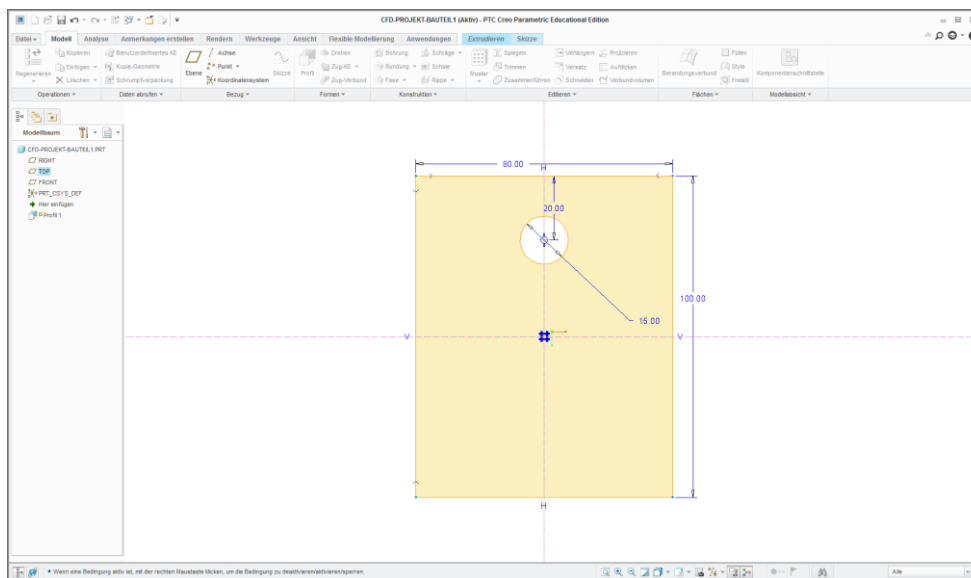 CFD-PROJEKT-BAUTEIL1 (Aktiv) - PTC Creo Parametric Educational Edition
Datei Modell Analyse Anmerkungen erstellen Rendern Werkzeuge Ansicht Flexible Modellierung Anwendungen Extrudieren Skizze
Regenerieren
Kopieren
Einfügen
Löschen
Benutzerdefiniertes KE
Kopie-Geometrie
Schrumpfverpackung
Ebene
Achse
Punkt
Koordinatensystem
Skizze
Profil
Drehen
Zug-KE
Zug-Verbund
Bohrung
Rundung
Fase
Schräge
Schale
Rippe
Muster
Spiegeln
Trimmen
Zusammenführen
Verlängern
Versatz
Schneiden
Projizieren
Aufdicken
Verbundvolumen
Berandungsverbund
Füllen
Style
Freistil
Komponentenschnittstelle
Operationen Daten abrufen Bezug Formen Konstruktion Editieren Flächen Modellabsicht
Modellbaum
CFD-PROJEKT-BAUTEIL1.PRT
RIGHT
TOP
FRONT
PRT_CSYS_DEF
Hier einfügen
Profil 1
80.00
H
20.00
100.00
15.00
V V
H
Wenn eine Bedingung aktiv ist, mit der rechten Maustaste klicken, um die Bedingung zu deaktivieren/aktivieren/sperren.
Alle